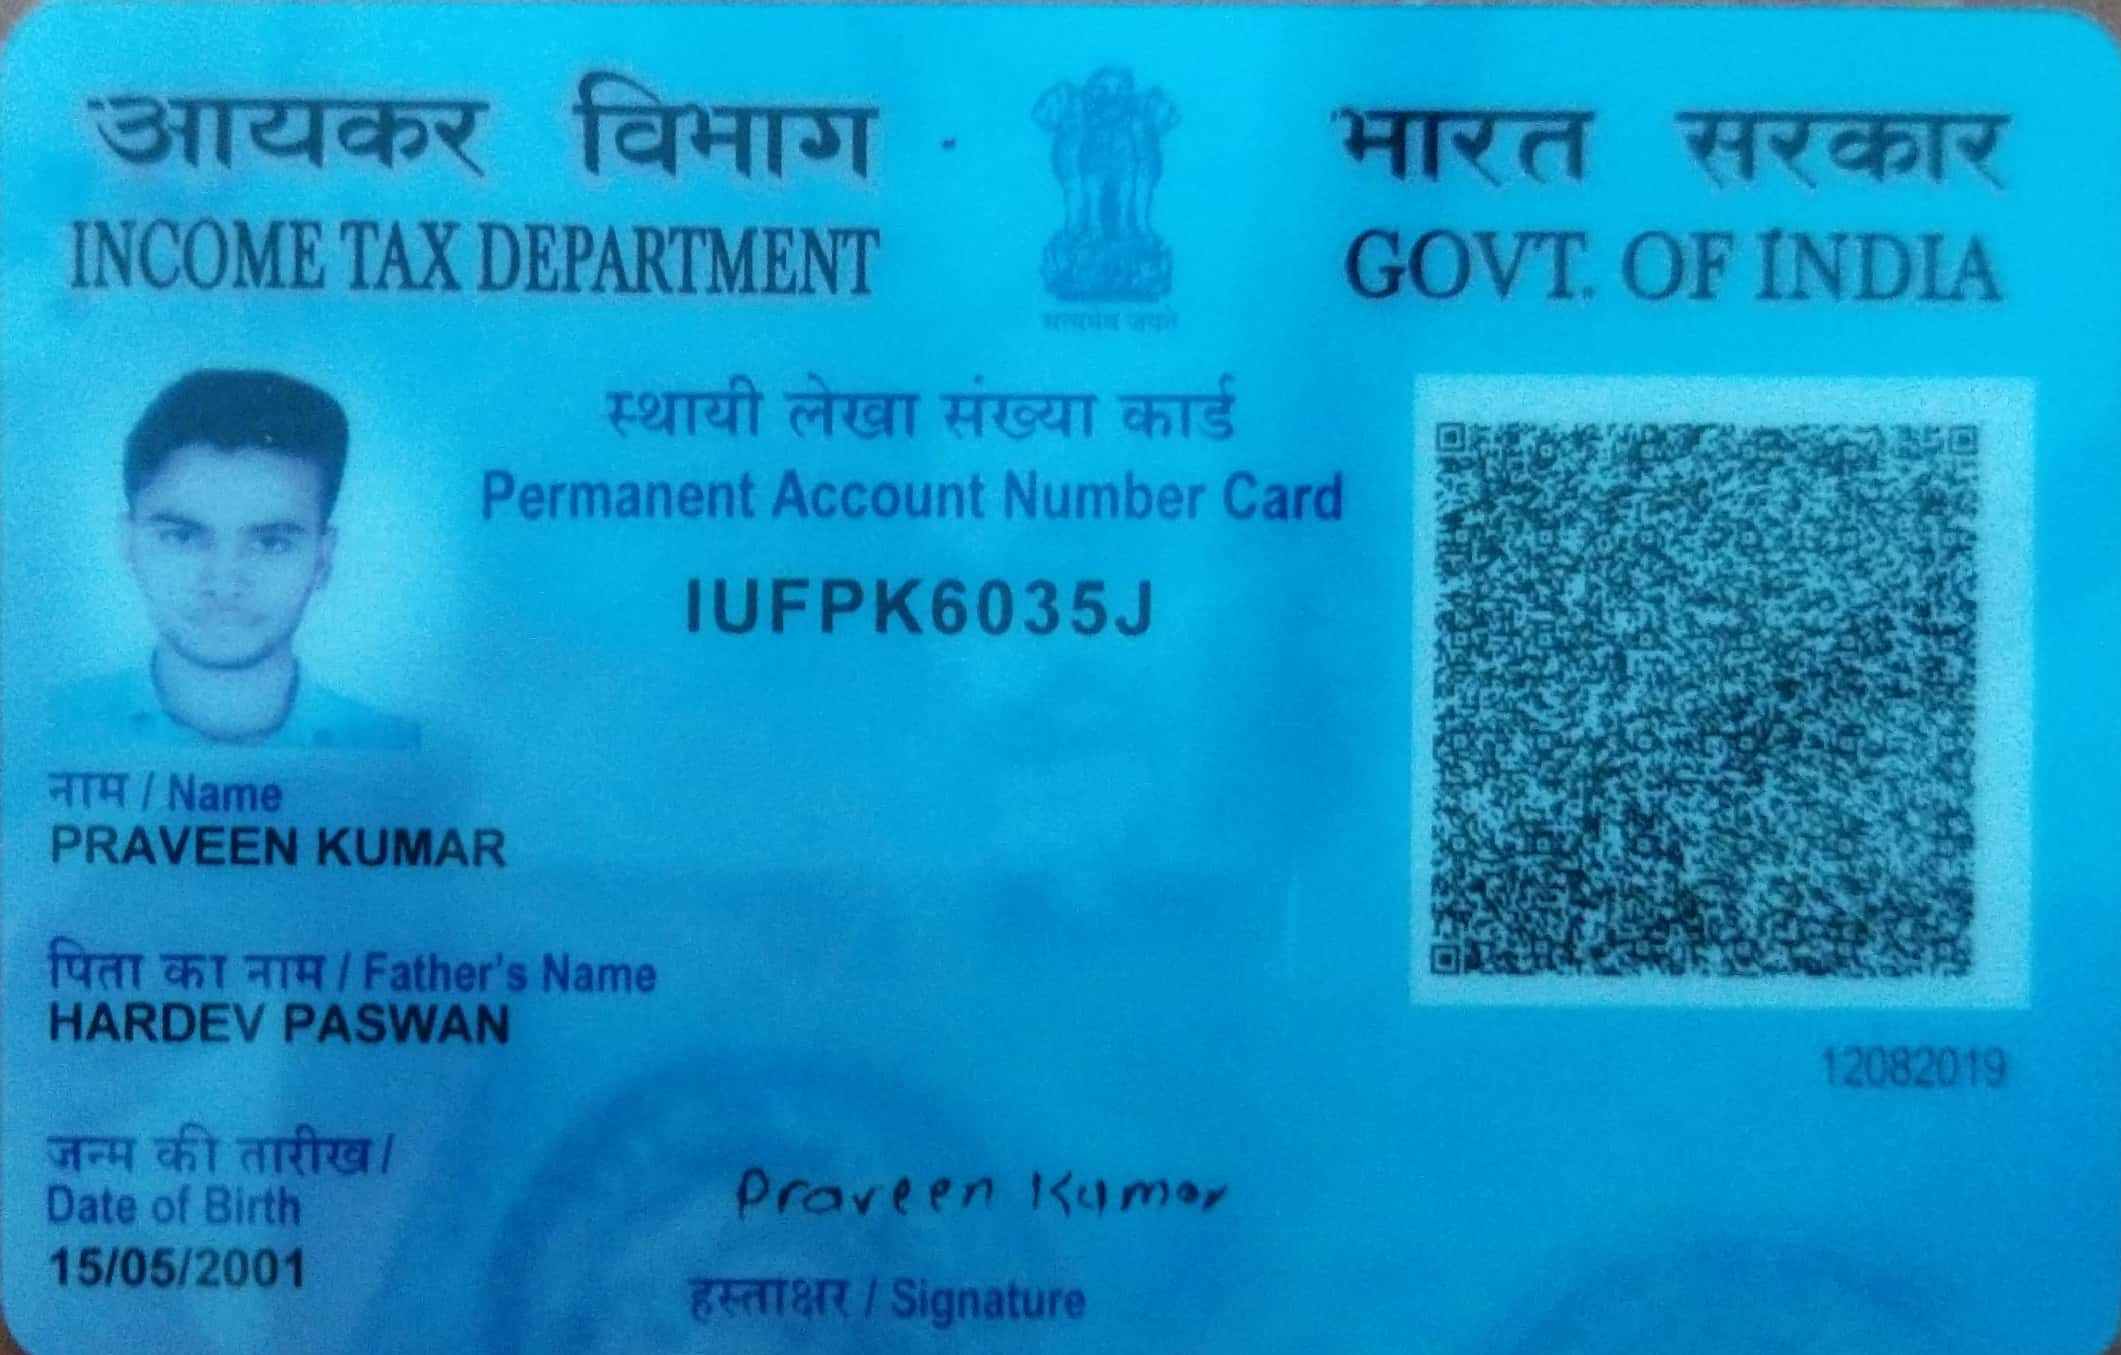 आयकर विभाग
INCOME TAX DEPARTMENT
सत्यमेव जयते
भारत सरकार
GOVT. OF INDIA
स्थायी लेखा संख्या कार्ड
Permanent Account Number Card
IUFPK6035J
नाम / Name
PRAVEEN KUMAR
पिता का नाम / Father's Name
HARDEV PASWAN
जन्म की तारीख /
Date of Birth
15/05/2001
Praveen Kumar
हस्ताक्षर / Signature
12082019